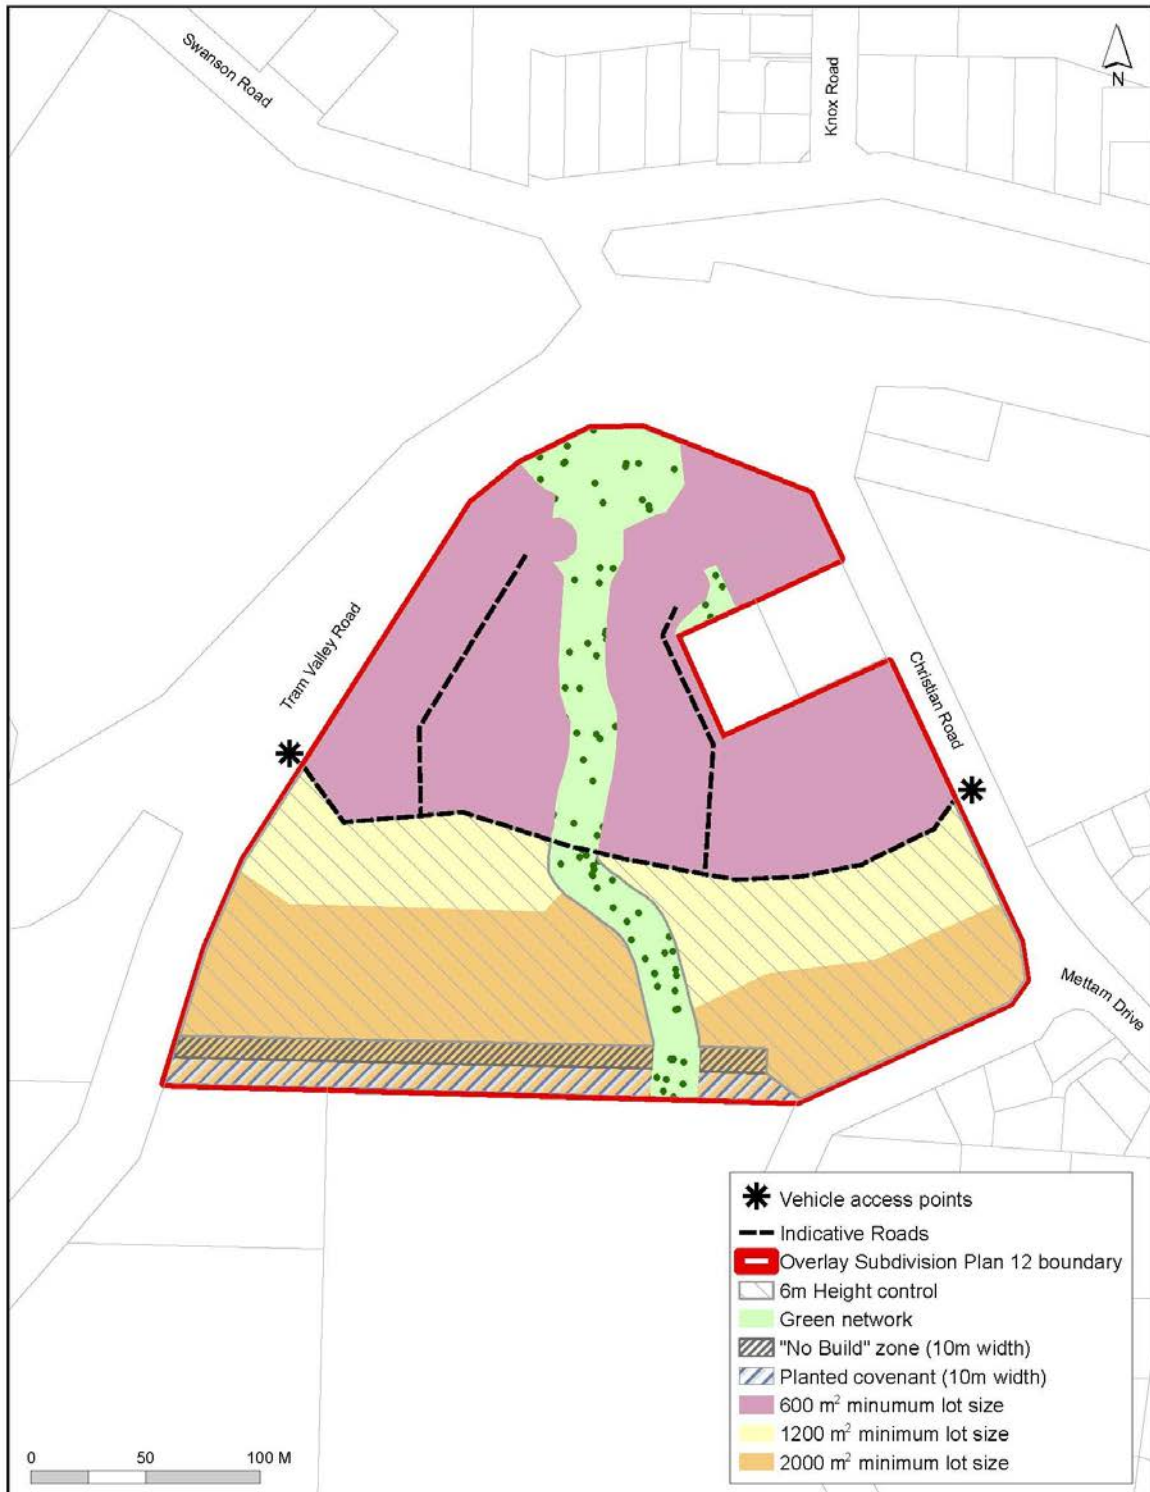 Swanson Road
Knox Road
N
Tram Valley Road
Christian Road
Mettam Drive
Vehicle access points
Indicative Roads
Overlay Subdivision Plan 12 boundary
6m Height control
Green network
"No Build" zone (10m width)
Planted covenant (10m width)
600 m² minumum lot size
1200 m² minimum lot size
2000 m² minimum lot size
0 50 100 M